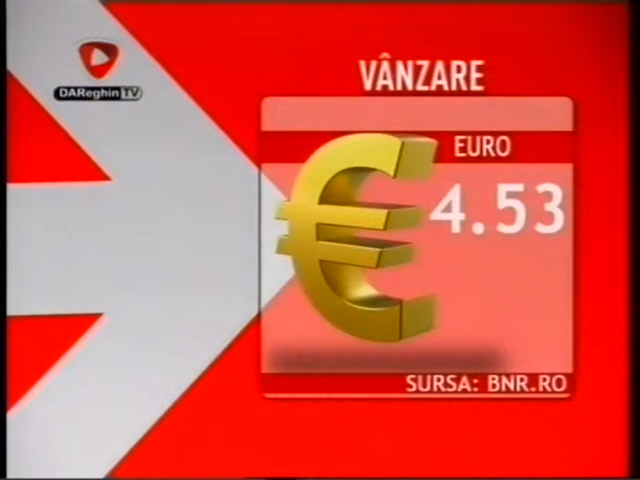 DAReghin TV
VÂNZARE
EURO
€
4.53
SURSA: BNR.RO